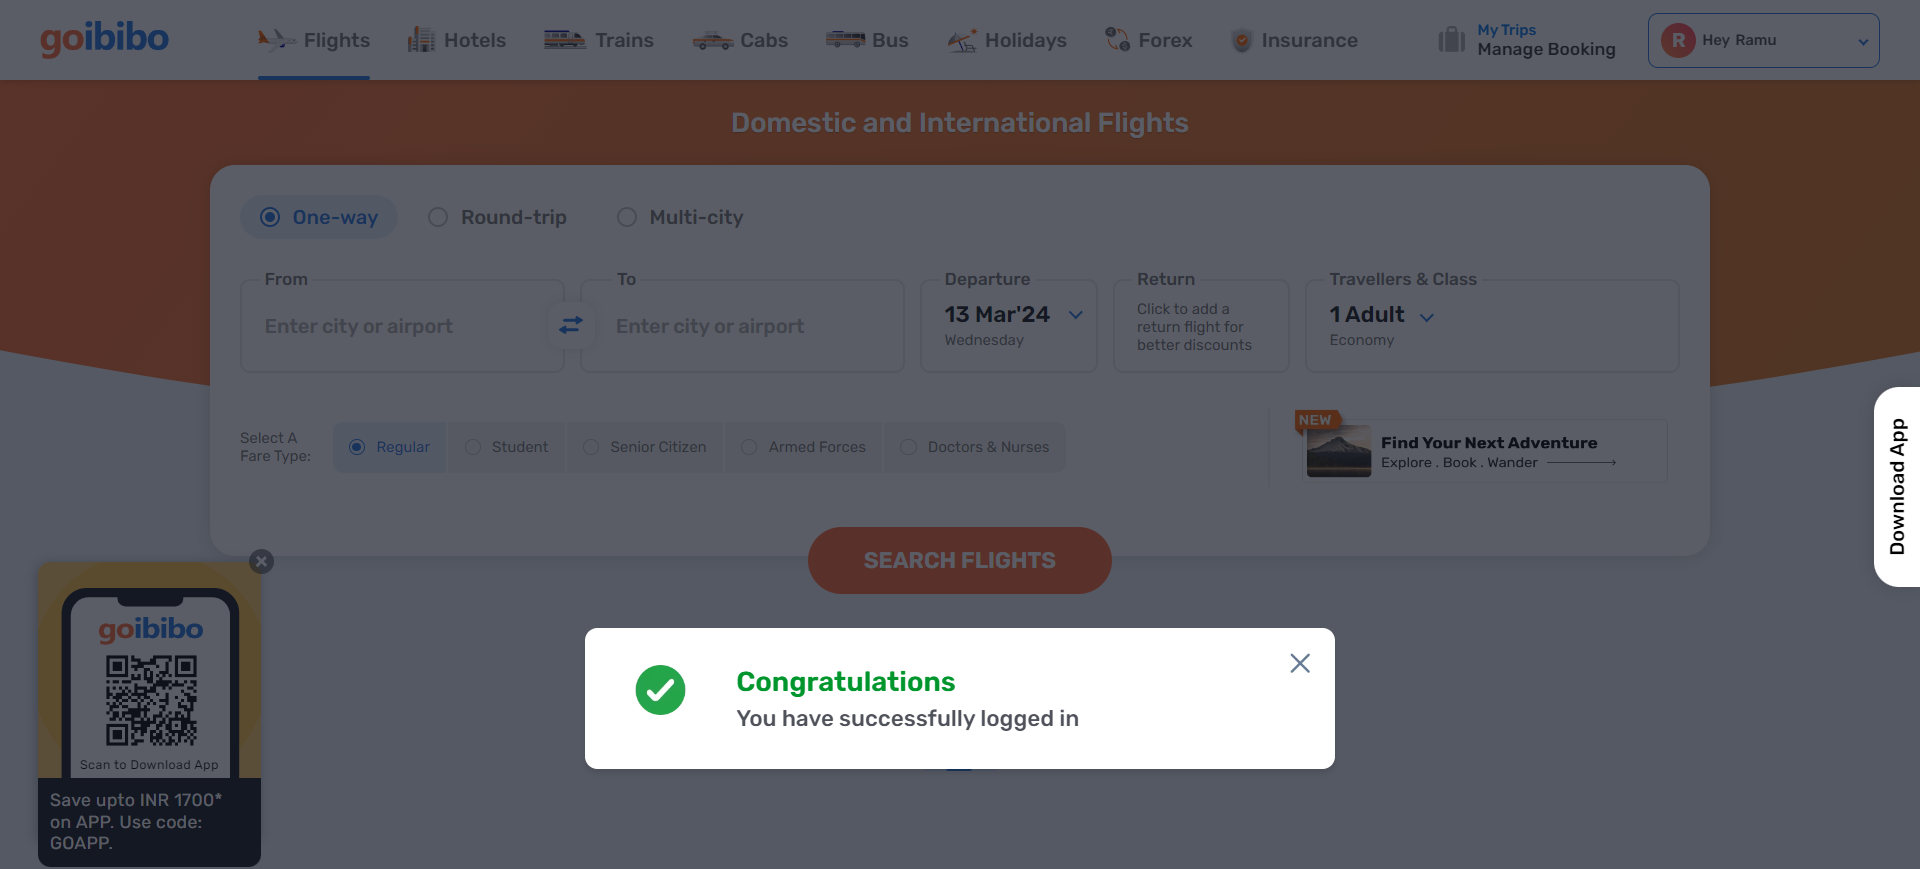 goibibo
Flights
Hotels
Trains
Cabs
Bus
Holidays
Forex
Insurance
My Trips
Manage Booking
R
Hey Ramu
Domestic and International Flights
One-way
Round-trip
Multi-city
From
Enter city or airport
To
Enter city or airport
Departure
13 Mar'24
Wednesday
Return
Click to add a
return flight for
better discounts
Travellers & Class
1 Adult
Economy
Select A
Fare Type:
Regular
Student
Senior Citizen
Armed Forces
Doctors & Nurses
NEW
Find Your Next Adventure
Explore . Book . Wander
Download App
SEARCH FLIGHTS
goibibo
Scan to Download App
Save upto INR 1700*
on APP. Use code:
GOAPP.
Congratulations
You have successfully logged in